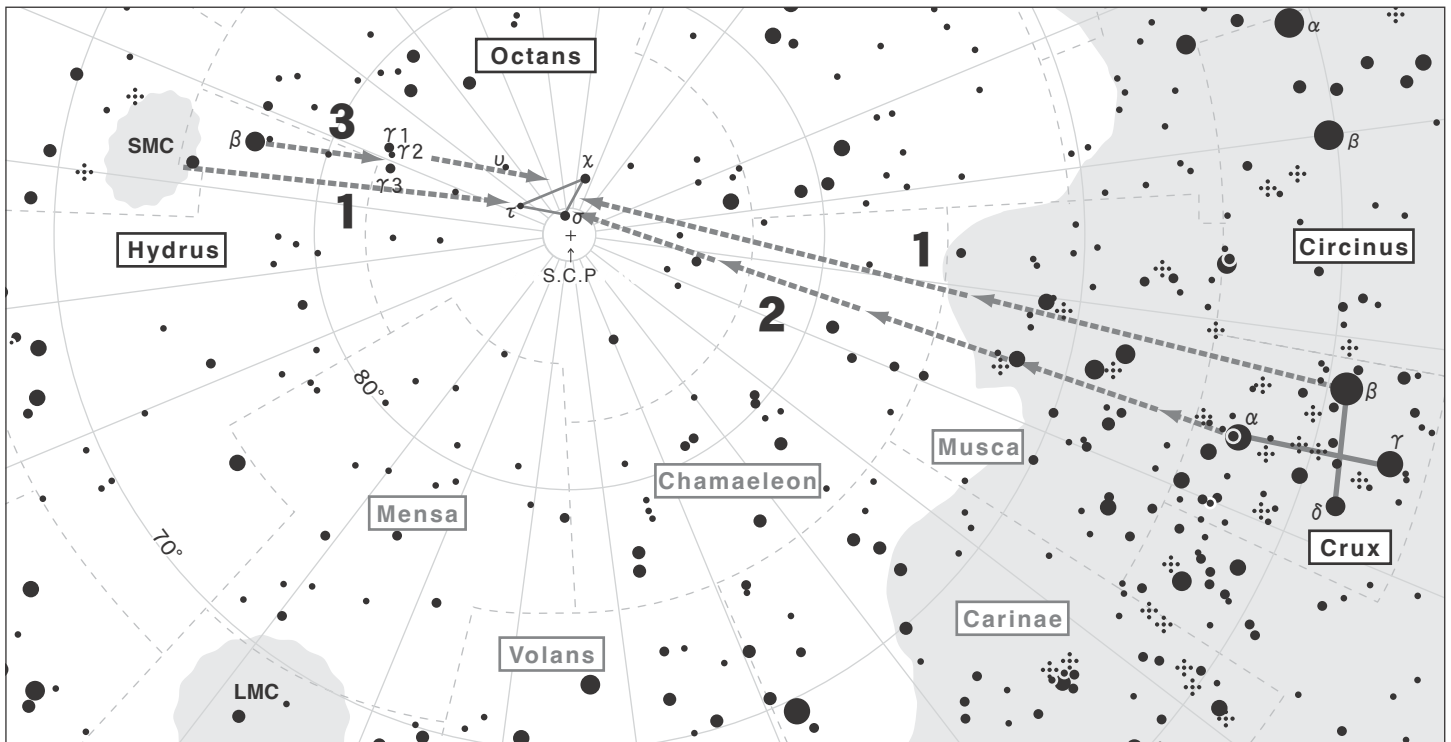 Octans
α
3
SMC
β
γ1
γ2
β
υ
χ
γ3
1
τ
σ
+
Hydrus
1
Circinus
↑
S.C.P
2
80°
β
α
Musca
γ
Chamaeleon
Mensa
δ
70°
Crux
Carinae
Volans
LMC